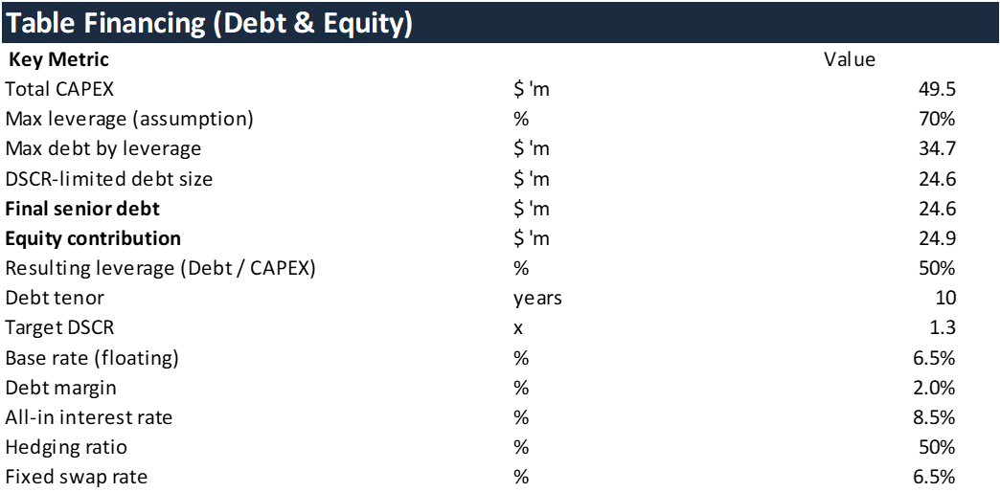 Table Financing (Debt & Equity)
Key Metric Value
Total CAPEX $ 'm 49.5
Max leverage (assumption) % 70%
Max debt by leverage $ 'm 34.7
DSCR-limited debt size $ 'm 24.6
Final senior debt $ 'm 24.6
Equity contribution $ 'm 24.9
Resulting leverage (Debt / CAPEX) % 50%
Debt tenor years 10
Target DSCR x 1.3
Base rate (floating) % 6.5%
Debt margin % 2.0%
All-in interest rate % 8.5%
Hedging ratio % 50%
Fixed swap rate % 6.5%